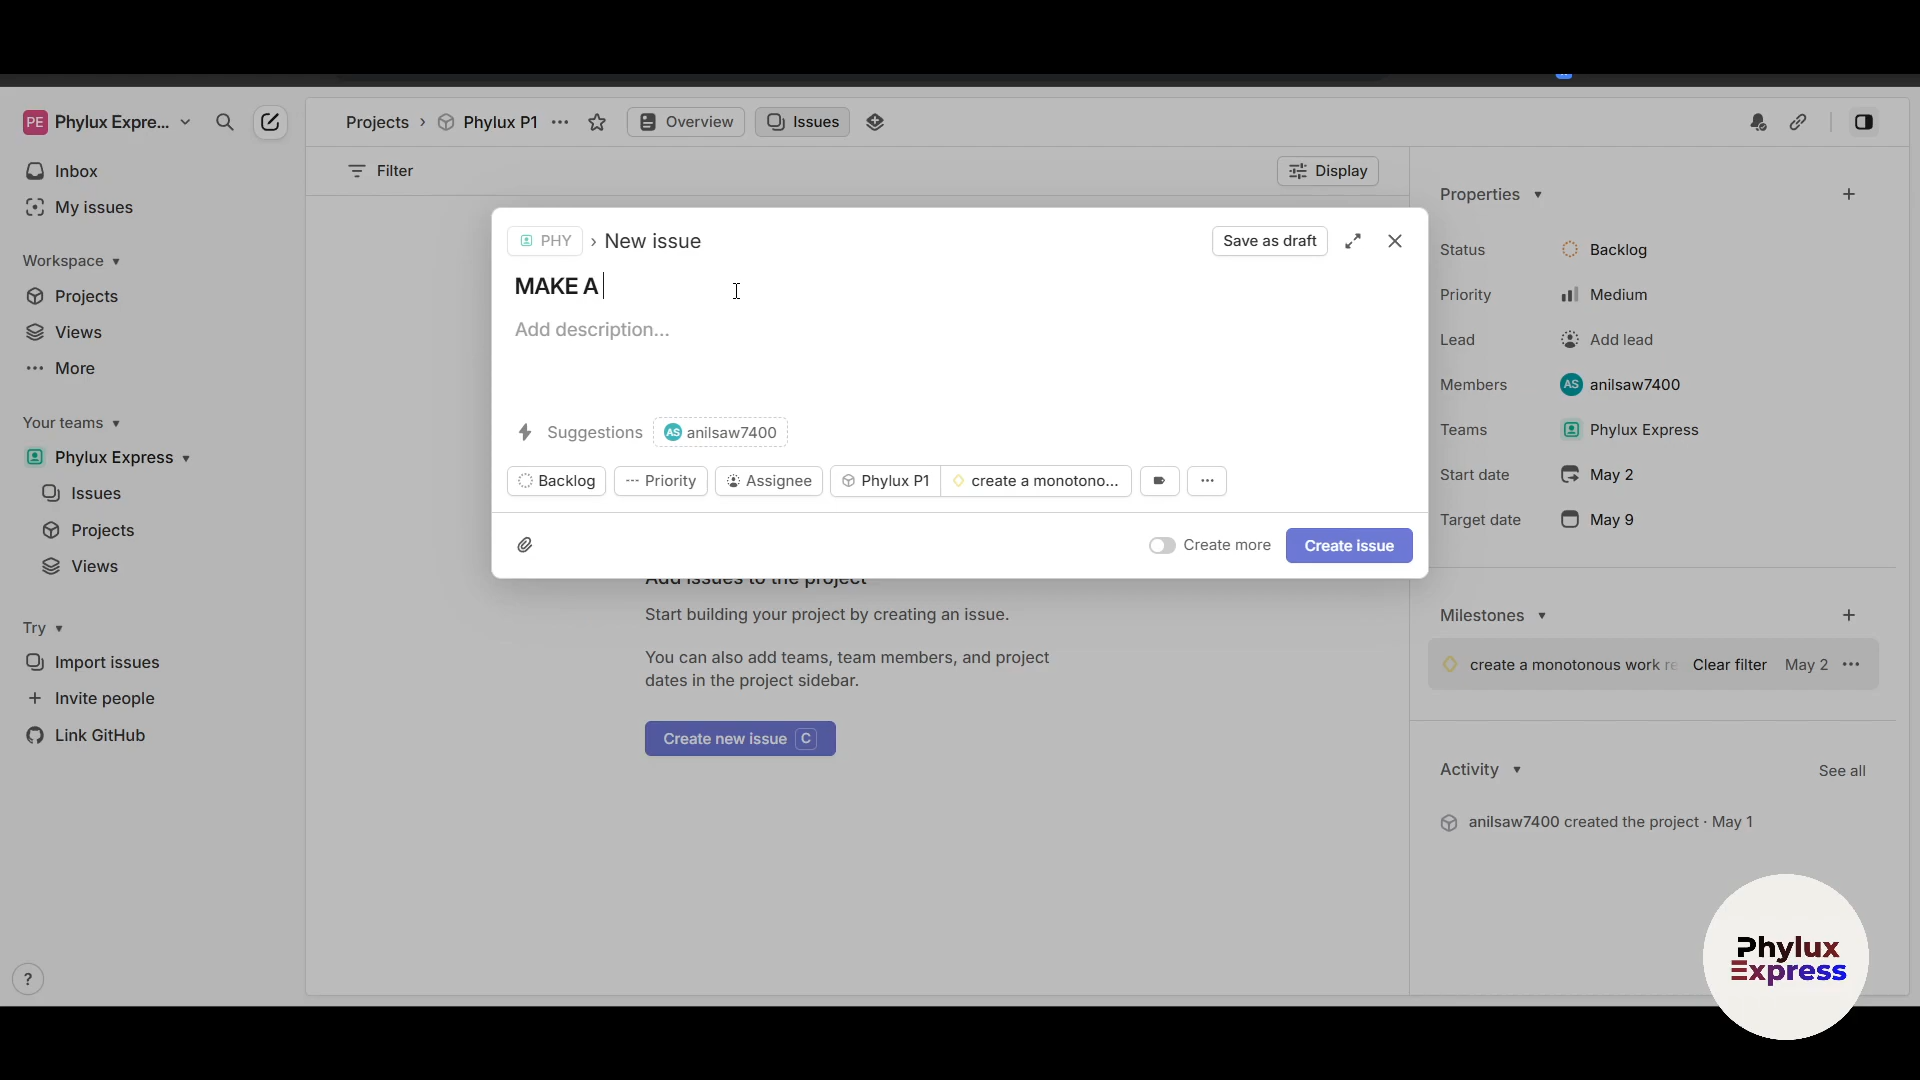 PE Phylux Expre...
Inbox
My issues
Workspace
Projects
Views
More
Your teams
Phylux Express
Issues
Projects
Views
Try
Import issues
Invite people
Link GitHub
?
Projects › Phylux P1 ... Overview Issues
Filter
Display
PHY › New issue
Save as draft
MAKE A
Add description...
Suggestions AS anilsaw7400
Backlog --- Priority Assignee Phylux P1 create a monotono... ...
Create more Create issue
Add issues to the project
Start building your project by creating an issue.
You can also add teams, team members, and project
dates in the project sidebar.
Create new issue C
Properties
Status Backlog
Priority Medium
Lead Add lead
Members AS anilsaw7400
Teams Phylux Express
Start date May 2
Target date May 9
Milestones
create a monotonous work re Clear filter May 2 ...
Activity
See all
anilsaw7400 created the project · May 1
Phylux
Express